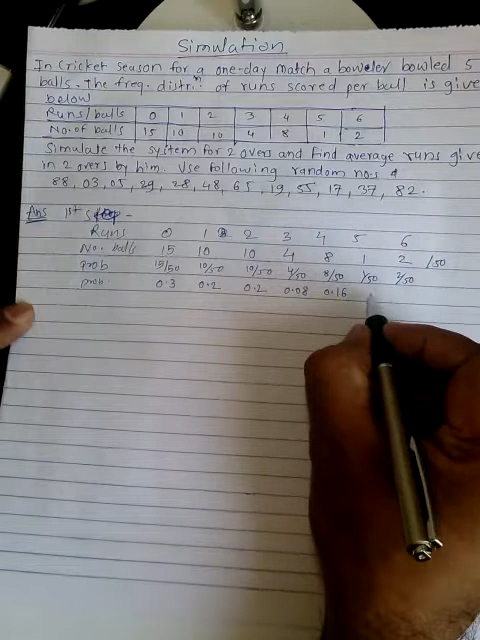 Simulation
In Cricket season for a one-day match a bowler bowled 5
balls. The freq. distriⁿ of runs scored per ball is give
below
Runs/balls 0 1 2 3 4 5 6
No. of balls 15 10 10 4 8 1 2
Simulate the system for 2 overs and find average runs give
in 2 overs by him. Use following random no.s
88, 03, 05, 29, 28, 48, 65, 19, 55, 17, 37, 82.
Ans 1st step -
Runs 0 1 2 3 4 5 6
No. balls 15 10 10 4 8 1 2 /50
prob 15/50 10/50 10/50 4/50 8/50 1/50 2/50
prob. 0.3 0.2 0.2 0.08 0.16